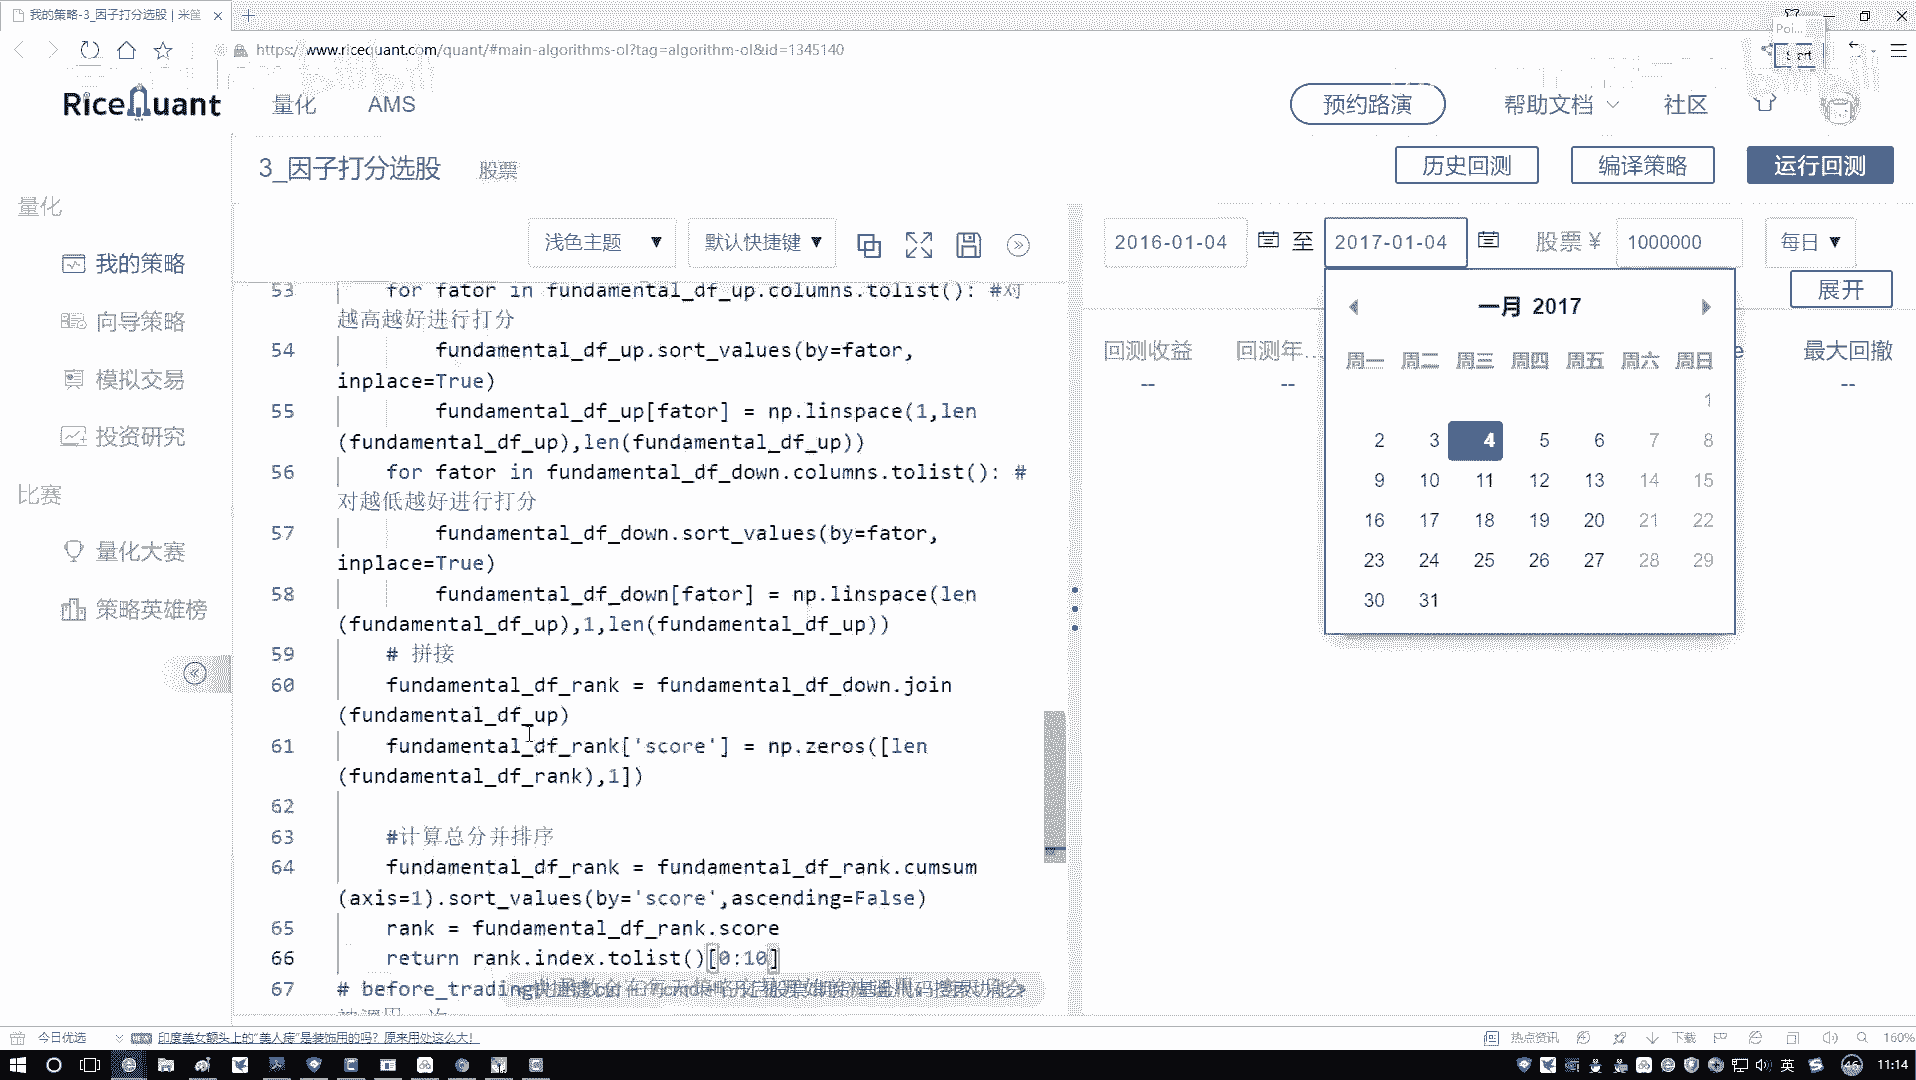 我的策略-3_因子打分选股 | 米筐
https://www.ricequant.com/quant/#main-algorithms-ol?tag=algorithm-ol&id=1345140
Poi...
RiceQuant
量化
AMS
预约路演
帮助文档
社区
3_因子打分选股
股票
历史回测
编译策略
运行回测
量化
我的策略
向导策略
模拟交易
投资研究
比赛
量化大赛
策略英雄榜
浅色主题 ▼
默认快捷键 ▼
2016-01-04
至
2017-01-04
股票 ¥
1000000
每日 ▼
展开
回测收益
回测年...
最大回撤
--
--
--
一月 2017
周一 周二 周三 周四 周五 周六 周日
1
2 3 4 5 6 7 8
9 10 11 12 13 14 15
16 17 18 19 20 21 22
23 24 25 26 27 28 29
30 31
53 for fator in fundamental_df_up.columns.tolist(): #对
越高越好进行打分
54 fundamental_df_up.sort_values(by=fator,
inplace=True)
55 fundamental_df_up[fator] = np.linspace(1,len
(fundamental_df_up),len(fundamental_df_up))
56 for fator in fundamental_df_down.columns.tolist(): #
对越低越好进行打分
57 fundamental_df_down.sort_values(by=fator,
inplace=True)
58 fundamental_df_down[fator] = np.linspace(len
(fundamental_df_up),1,len(fundamental_df_up))
59 # 拼接
60 fundamental_df_rank = fundamental_df_down.join
(fundamental_df_up)
61 fundamental_df_rank['score'] = np.zeros([len
(fundamental_df_rank),1])
62
63 #计算总分并排序
64 fundamental_df_rank = fundamental_df_rank.cumsum
(axis=1).sort_values(by='score',ascending=False)
65 rank = fundamental_df_rank.score
66 return rank.index.tolist()[0:10]
67 # before_trading
今日优选
印度美女额头上的“美人痣”是装饰用的吗？原来用处这么大！
热点资讯
下载
160%
英
46
11:14